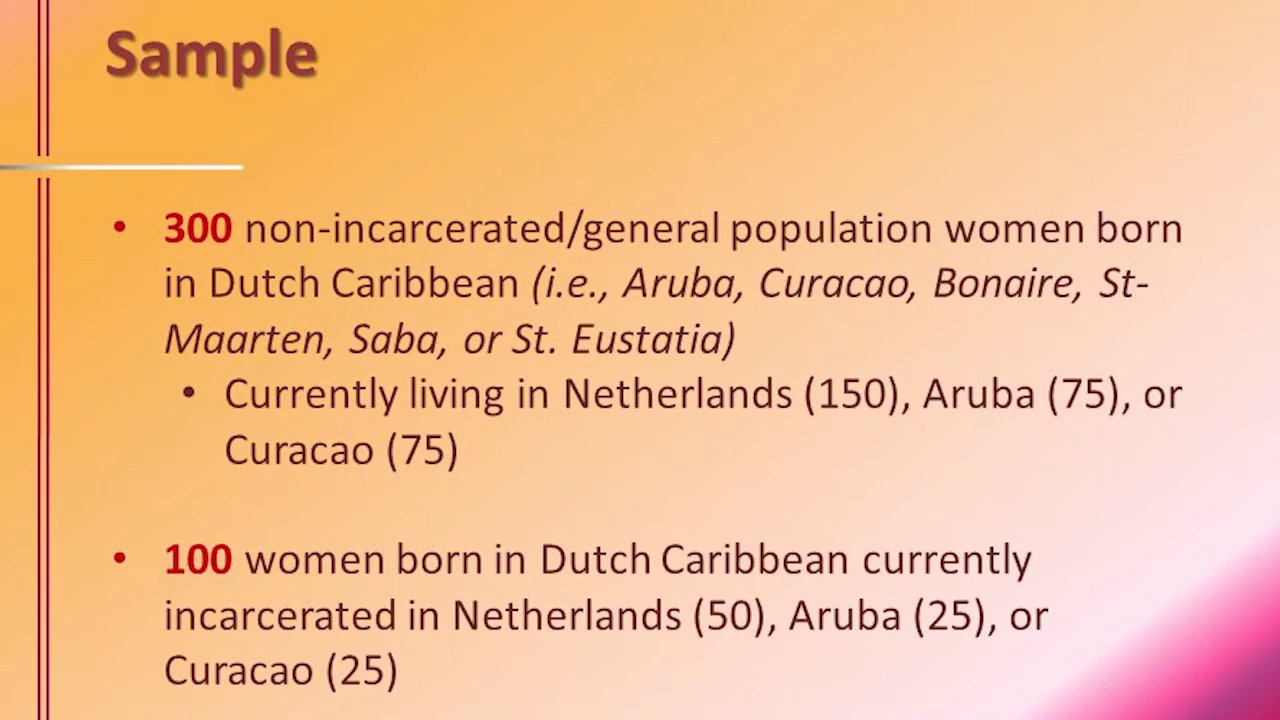 Sample
• 300 non-incarcerated/general population women born
in Dutch Caribbean (i.e., Aruba, Curacao, Bonaire, St-
Maarten, Saba, or St. Eustatia)
• Currently living in Netherlands (150), Aruba (75), or
Curacao (75)
• 100 women born in Dutch Caribbean currently
incarcerated in Netherlands (50), Aruba (25), or
Curacao (25)